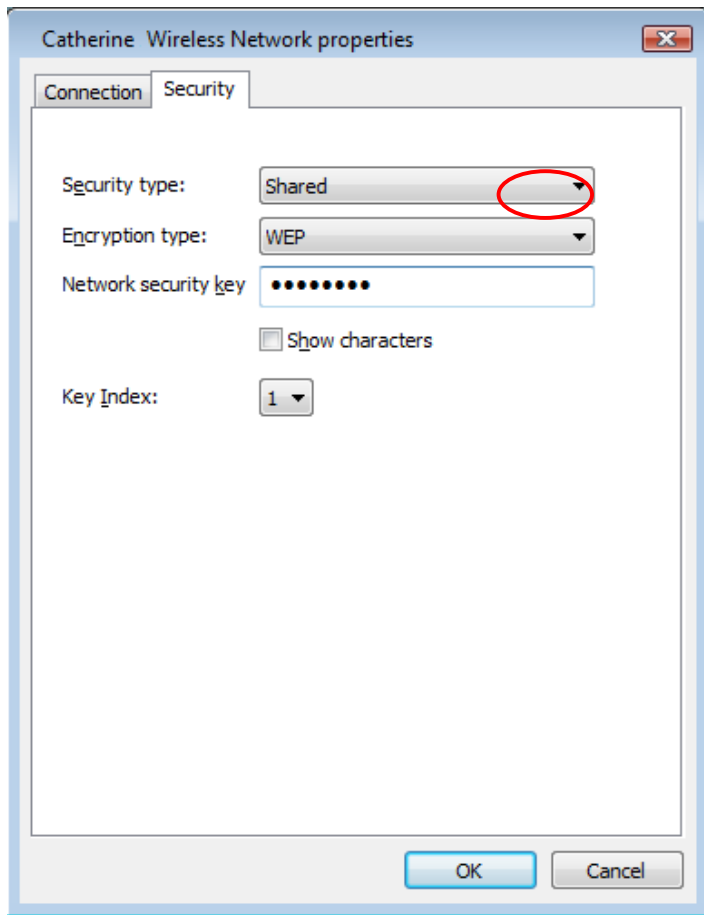 Catherine  Wireless Network properties
Connection
Security
Security type:
Shared
Encryption type:
WEP
Network security key
●●●●●●●●
Show characters
Key Index:
1
OK
Cancel